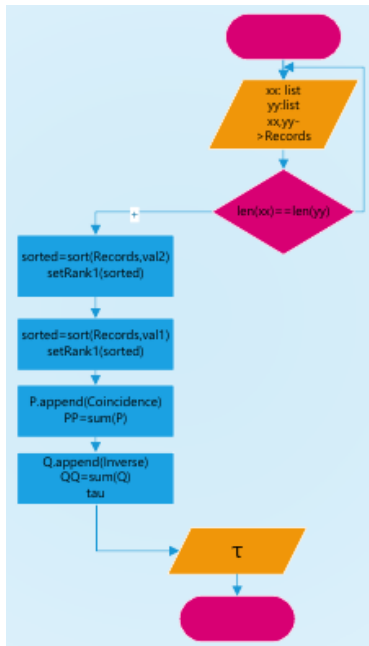 xx: list
yy:list
xx,yy-
>Records
len(xx)==len(yy)
+
sorted=sort(Records,val2)
setRank1(sorted)
sorted=sort(Records,val1)
setRank1(sorted)
P.append(Coincidence)
PP=sum(P)
Q.append(Inverse)
QQ=sum(Q)
tau
τ